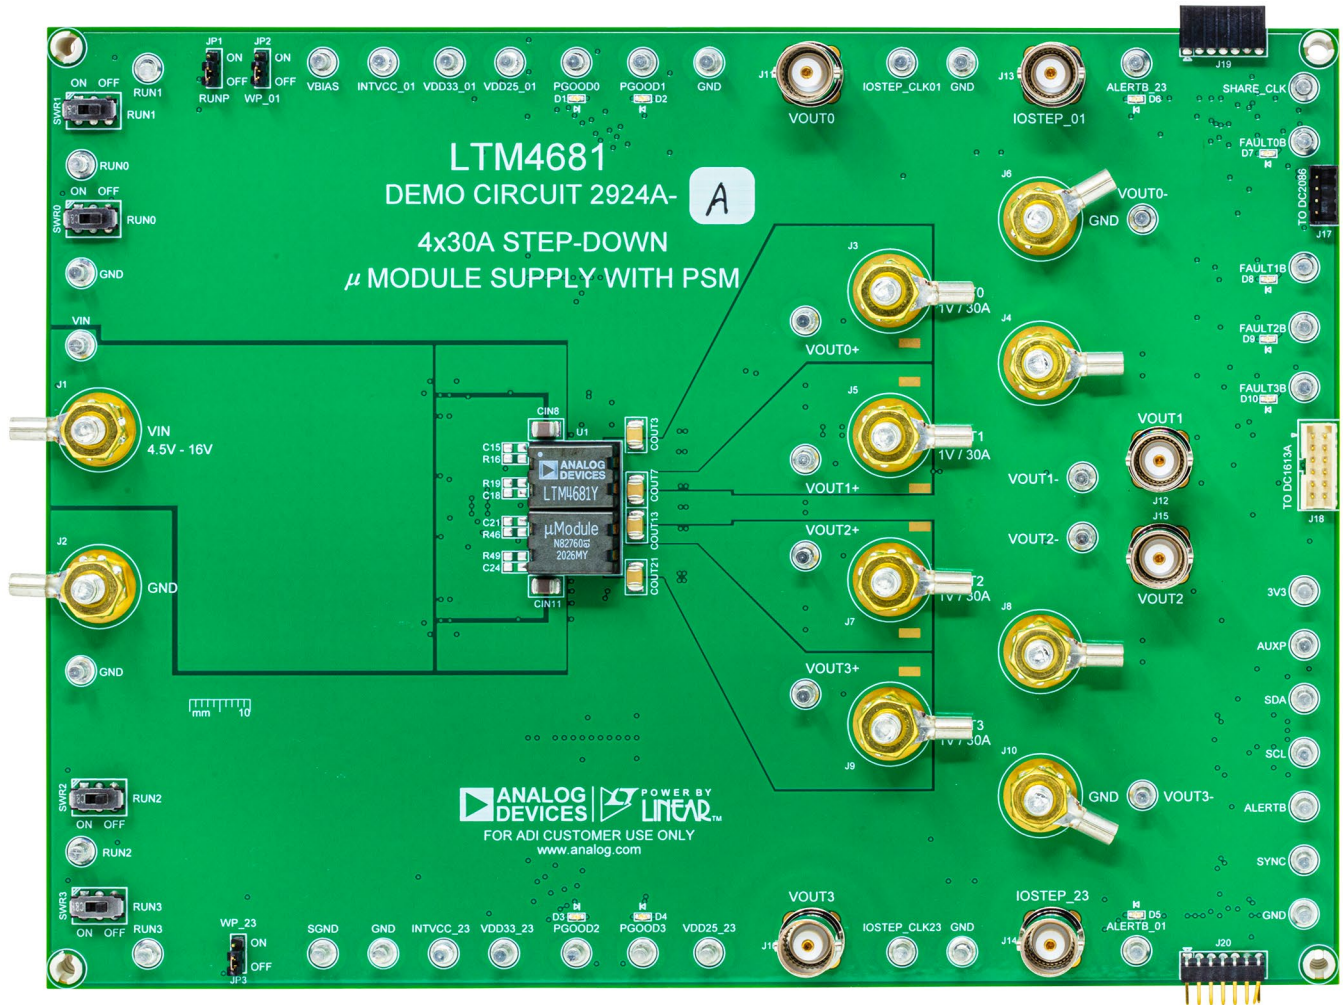 JP1
JP2
J19
ON OFF
RUN1
ON
OFF
RUNP
ON
OFF
WP_01
VBIAS
INTVCC_01
VDD33_01
VDD25_01
PGOOD0
D1
PGOOD1
D2
GND
VOUT0
IOSTEP_CLK01
GND
J13
IOSTEP_01
ALERTB_23
D6
SHARE_CLK
SWR1
RUN1
RUN0
ON OFF
SWR0
RUN0
GND
LTM4681
DEMO CIRCUIT 2924A-
A
4x30A STEP-DOWN
μ MODULE SUPPLY WITH PSM
FAULT0B
D7
TO DC2086
J17
J6
VOUT0-
GND
J3
1V / 30A
VOUT0+
J4
FAULT1B
D8
FAULT2B
D9
FAULT3B
D10
VIN
J1
VIN
4.5V - 16V
J2
GND
GND
CIN8
U1
C15
R16
R19
C18
C21
R46
R49
C24
CIN11
COUT3
COUT7
COUT13
COUT21
ANALOG
DEVICES
LTM4681Y
μModule
N82760
2026MY
J5
1V / 30A
VOUT1+
VOUT2+
1V / 30A
J7
VOUT3+
1V / 30A
J9
VOUT1
VOUT1-
J12
VOUT2-
J15
VOUT2
TO DC1613A
J18
J8
J10
GND
VOUT3-
3V3
AUXP
SDA
SCL
ALERTB
SYNC
GND
mm 10
SWR2
RUN2
ON OFF
RUN2
SWR3
RUN3
ON OFF
RUN3
ANALOG
DEVICES
POWER BY
LINEAR™
FOR ADI CUSTOMER USE ONLY
www.analog.com
WP_23
ON
OFF
JP3
SGND
GND
INTVCC_23
VDD33_23
D3
PGOOD2
D4
PGOOD3
VDD25_23
VOUT3
IOSTEP_CLK23
GND
IOSTEP_23
J14
D5
ALERTB_01
J20